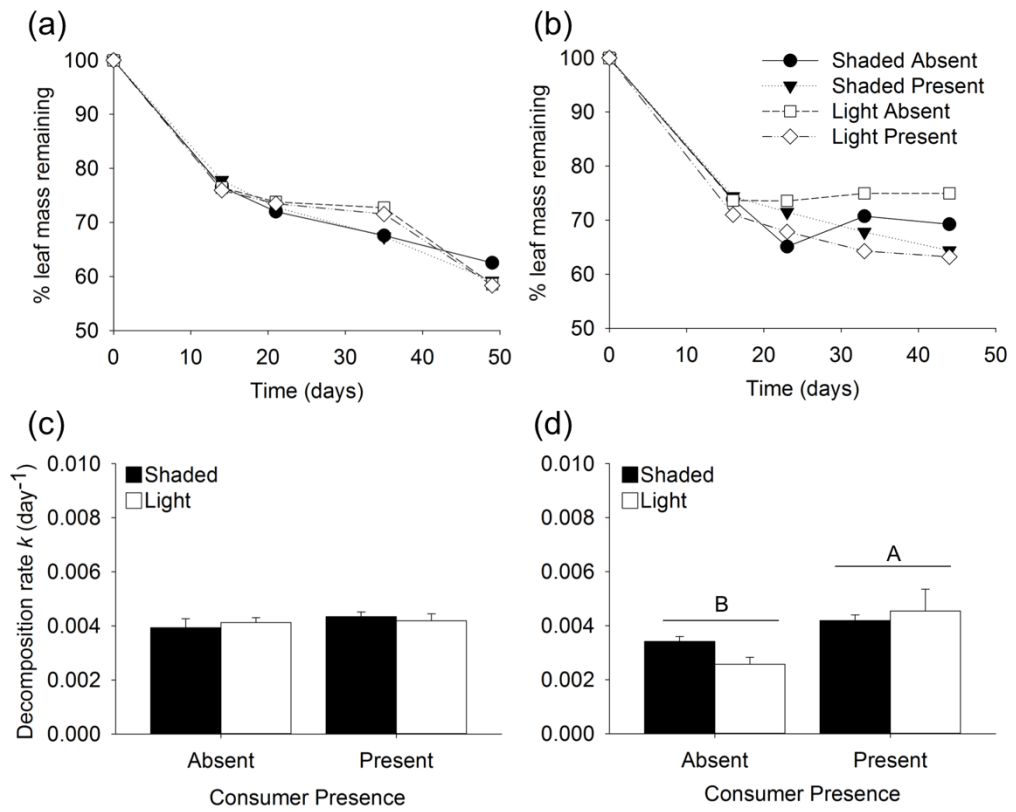 (a)
% leaf mass remaining
100
90
80
70
60
50
0 10 20 30 40 50
Time (days)
(b)
% leaf mass remaining
100
90
80
70
60
50
0 10 20 30 40 50
Time (days)
Shaded Absent
Shaded Present
Light Absent
Light Present
(c)
Decomposition rate k (day⁻¹)
0.010
0.008
0.006
0.004
0.002
0.000
Shaded
Light
Absent Present
Consumer Presence
(d)
0.010
0.008
0.006
0.004
0.002
0.000
Shaded
Light
B
A
Absent Present
Consumer Presence